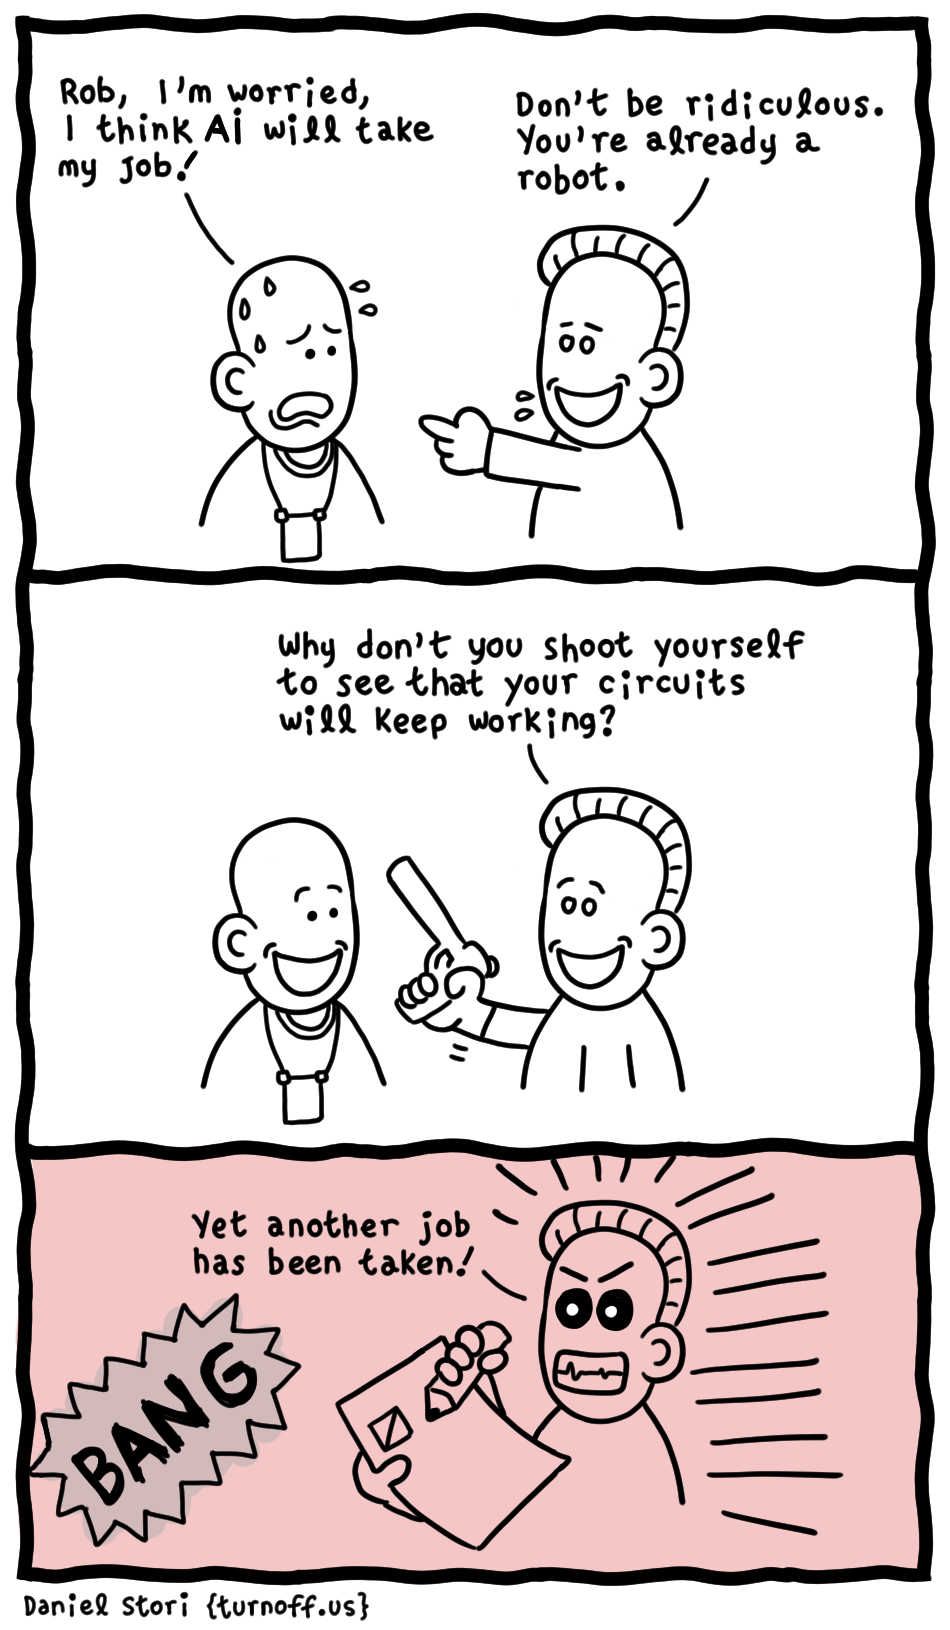 Rob, I'm worried,
I think Ai will take
my job!
Don't be ridiculous.
You're already a
robot.
Why don't you shoot yourself
to see that your circuits
will keep working?
Yet another job
has been taken!
BANG
Daniel Stori {turnoff.us}